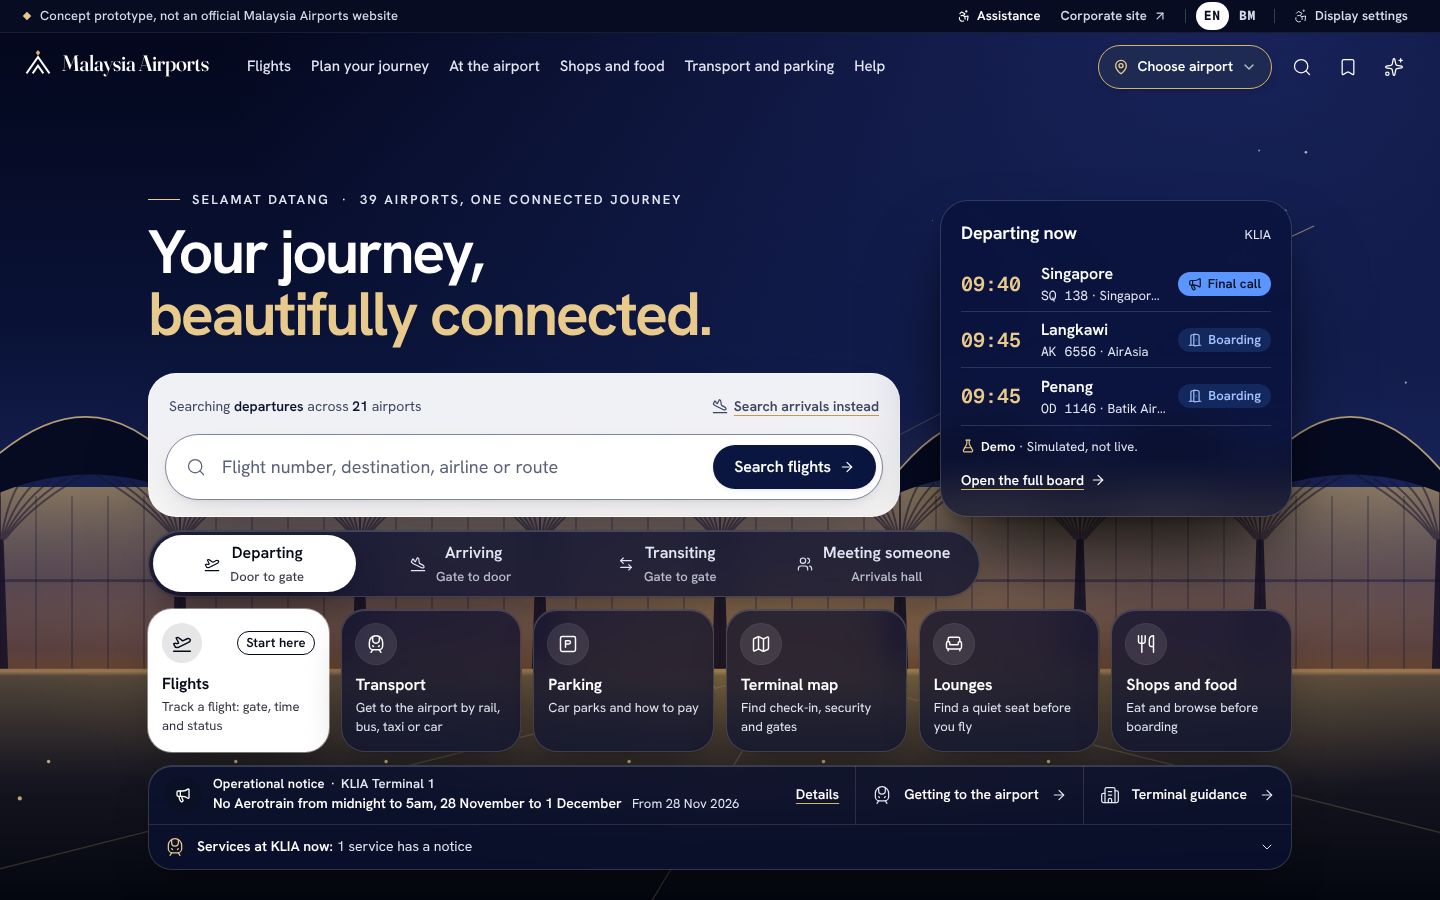 Concept prototype, not an official Malaysia Airports website
Assistance
Corporate site
EN
BM
Display settings
Malaysia Airports
Flights
Plan your journey
At the airport
Shops and food
Transport and parking
Help
Choose airport
SELAMAT DATANG · 39 AIRPORTS, ONE CONNECTED JOURNEY
Your journey,
beautifully connected.
Searching departures across 21 airports
Search arrivals instead
Flight number, destination, airline or route
Search flights
Departing now
KLIA
09:40
Singapore
SQ 138 · Singapor...
Final call
09:45
Langkawi
AK 6556 · AirAsia
Boarding
09:45
Penang
OD 1146 · Batik Air...
Boarding
Demo · Simulated, not live.
Open the full board
Departing
Door to gate
Arriving
Gate to door
Transiting
Gate to gate
Meeting someone
Arrivals hall
Start here
Flights
Track a flight: gate, time
and status
Transport
Get to the airport by rail,
bus, taxi or car
Parking
Car parks and how to pay
Terminal map
Find check-in, security
and gates
Lounges
Find a quiet seat before
you fly
Shops and food
Eat and browse before
boarding
Operational notice · KLIA Terminal 1
No Aerotrain from midnight to 5am, 28 November to 1 December From 28 Nov 2026
Details
Getting to the airport
Terminal guidance
Services at KLIA now: 1 service has a notice